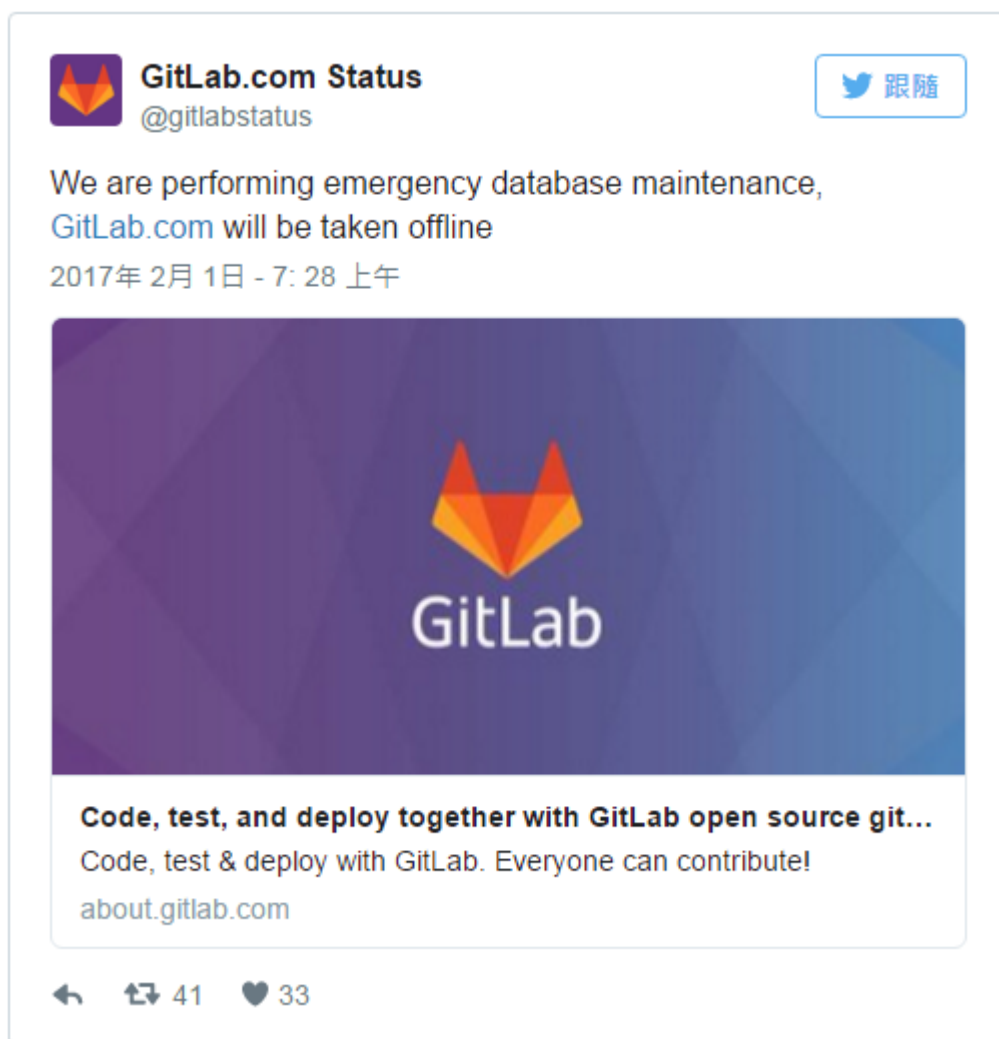 GitLab.com Status
@gitlabstatus
跟隨
We are performing emergency database maintenance,
GitLab.com will be taken offline
2017年 2月 1日 - 7: 28 上午
GitLab
Code, test, and deploy together with GitLab open source git...
Code, test & deploy with GitLab. Everyone can contribute!
about.gitlab.com
41 33